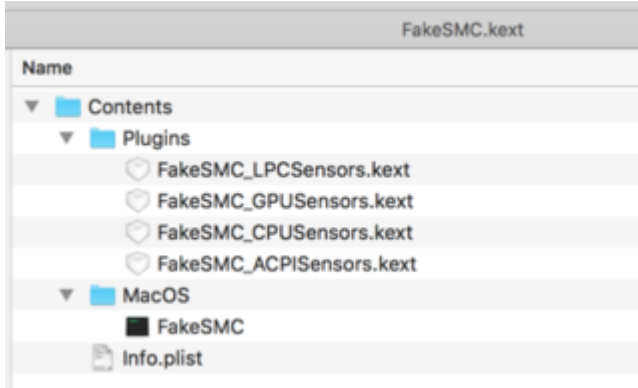 FakeSMC.kext
Name
Contents
Plugins
FakeSMC_LPCSensors.kext
FakeSMC_GPUSensors.kext
FakeSMC_CPUSensors.kext
FakeSMC_ACPISensors.kext
MacOS
FakeSMC
Info.plist